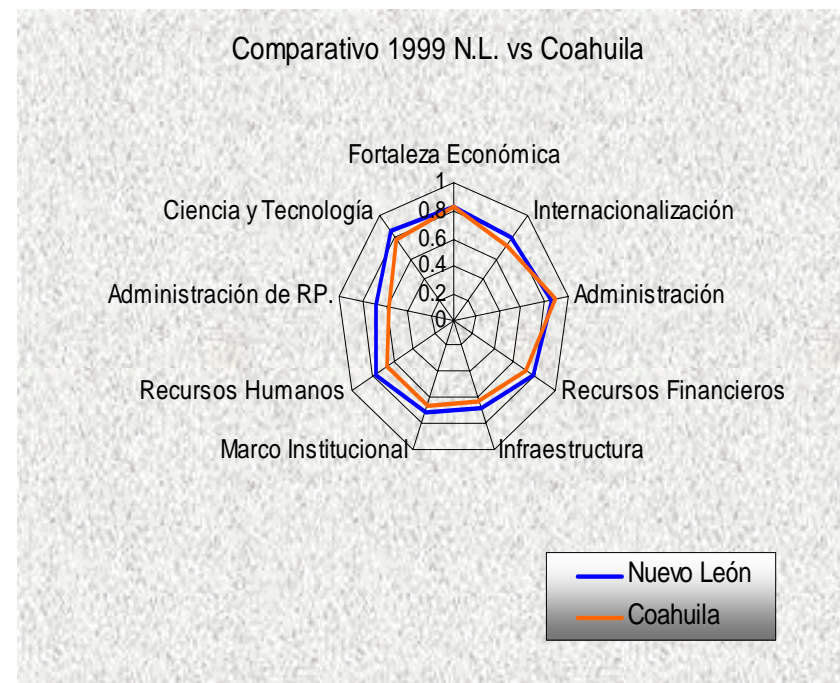 Comparativo 1999 N.L. vs Coahuila
Fortaleza Económica
1
Ciencia y Tecnología
0.8
Internacionalización
0.6
0.4
Administración de RP.
Administración
0.2
0
Recursos Humanos
Recursos Financieros
Marco Institucional
Infraestructura
Nuevo León
Coahuila